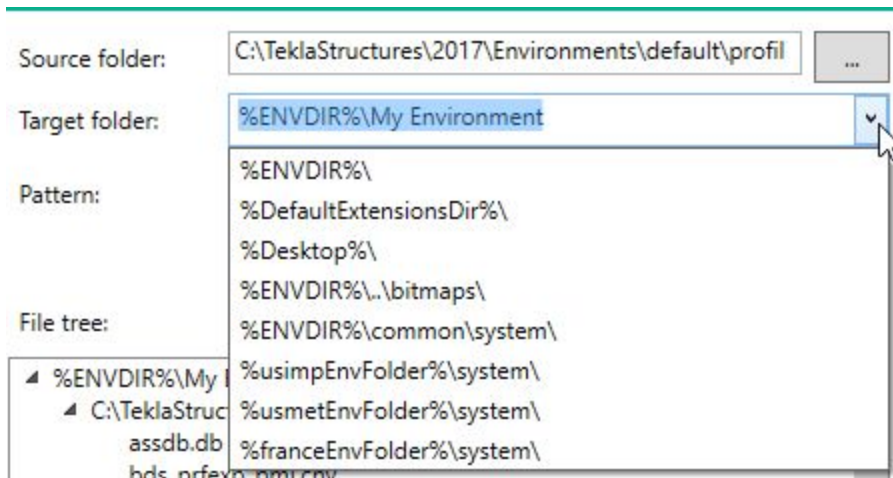 Source folder:
C:\TeklaStructures\2017\Environments\default\profil
...
Target folder:
%ENVDIR%\My Environment
Pattern:
%ENVDIR%\
%DefaultExtensionsDir%\
%Desktop%\
%ENVDIR%\..\bitmaps\
%ENVDIR%\common\system\
%usimpEnvFolder%\system\
%usmetEnvFolder%\system\
%franceEnvFolder%\system\
File tree:
%ENVDIR%\My
C:\TeklaStruc
assdb.db